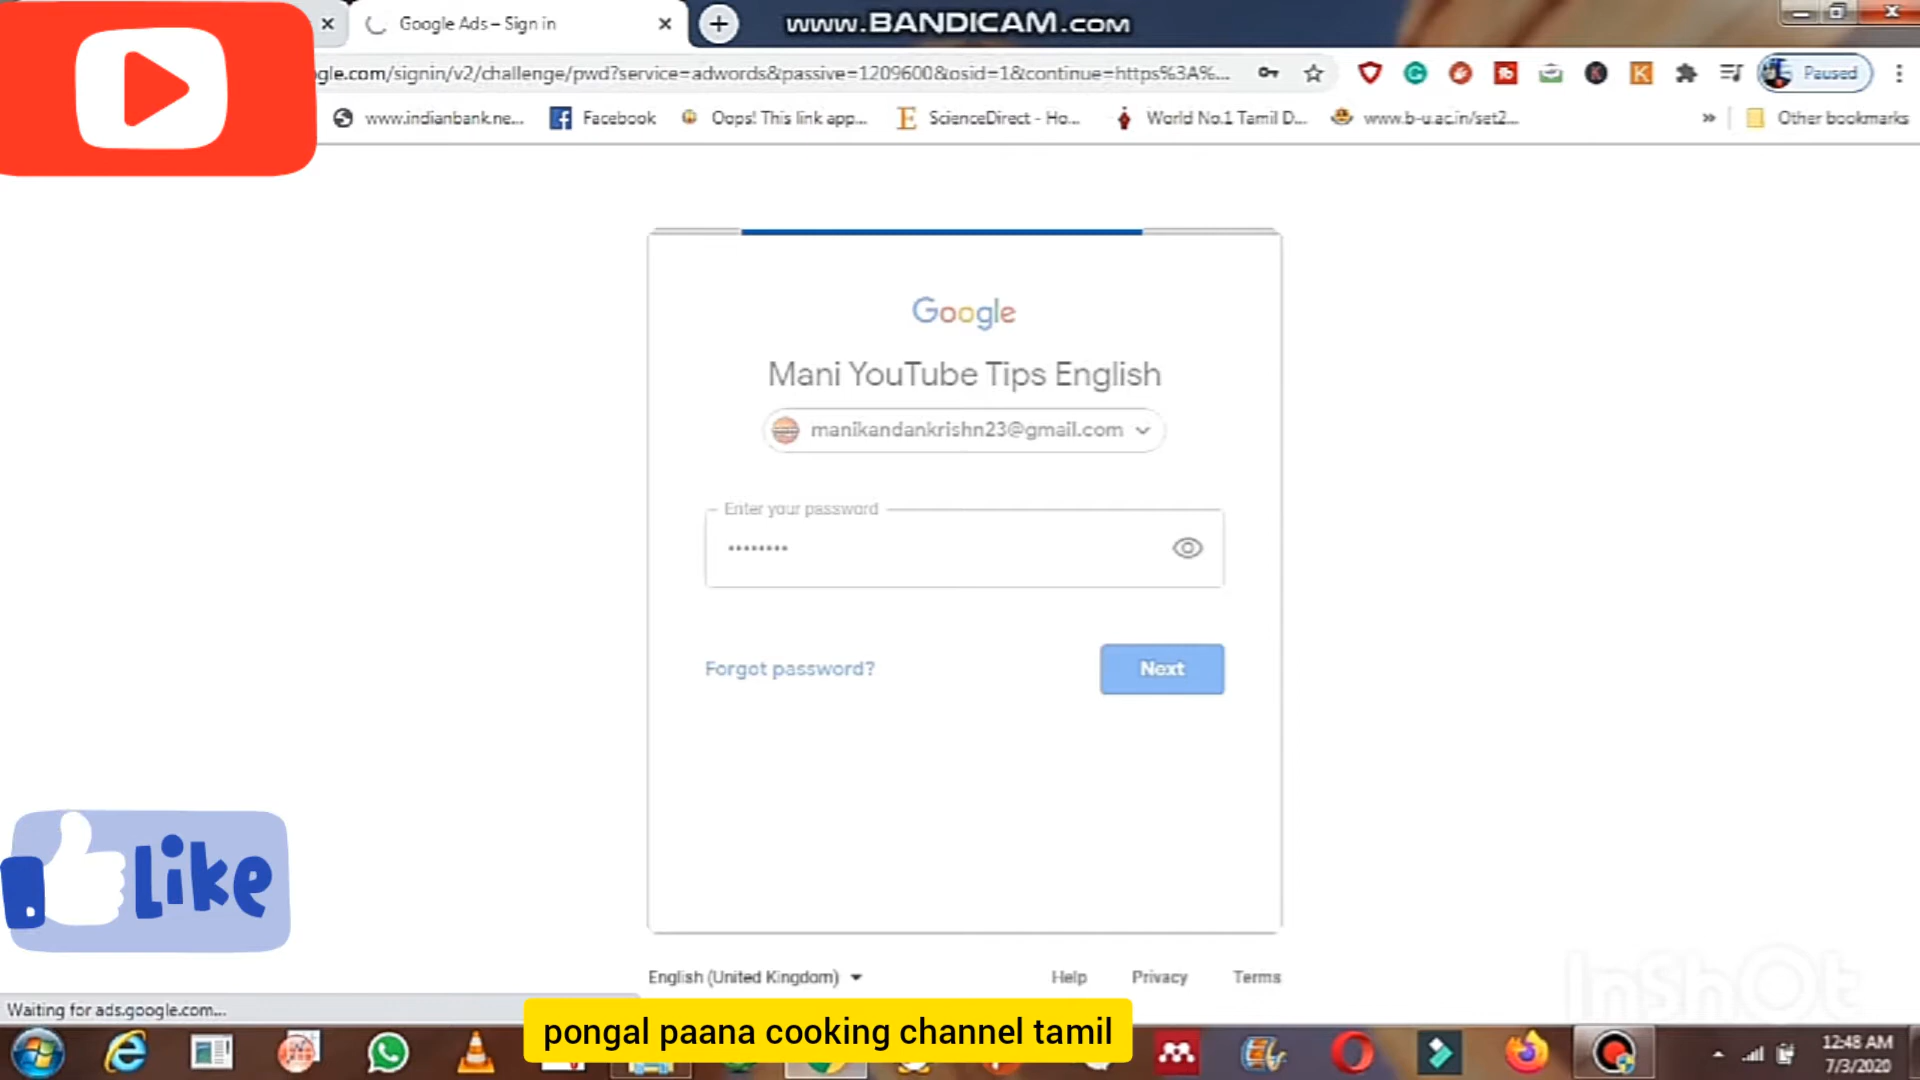 Google Ads – Sign in
www.BANDICAM.com
gle.com/signin/v2/challenge/pwd?service=adwords&passive=1209600&osid=1&continue=https%3A%...
Paused
www.indianbank.ne...
Facebook
Oops! This link app...
ScienceDirect - Ho...
World No.1 Tamil D...
www.b-u.ac.in/set2...
»
Other bookmarks
Google
Mani YouTube Tips English
manikandankrishn23@gmail.com
Enter your password
••••••••
Forgot password?
Next
Like
English (United Kingdom)
Help
Privacy
Terms
InShOt
Waiting for ads.google.com...
pongal paana cooking channel tamil
12:48 AM
7/3/2020